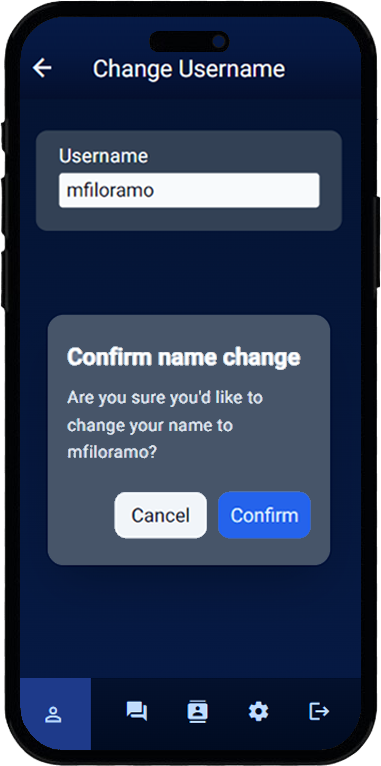 Change Username
Username
mfiloramo
Confirm name change
Are you sure you'd like to
change your name to
mfiloramo?
Cancel
Confirm